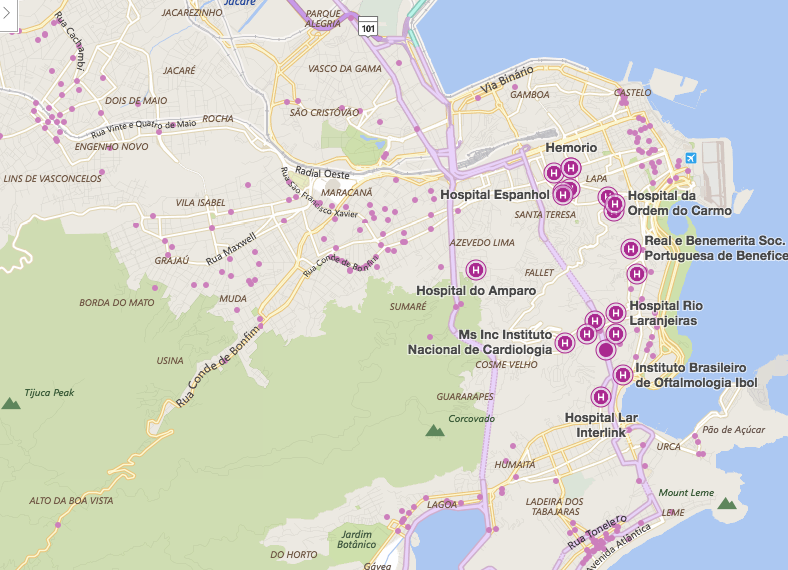 Jacaré
JACAREZINHO
PARQUE
ALEGRIA
101
Rua Cachambi
JACARÉ
VASCO DA GAMA
Via Binário
GAMBOA
CASTELO
DOIS DE MAIO
SÃO CRISTOVÃO
ROCHA
Rua Vinte e Quatro de Maio
ENGENHO NOVO
Hemorio
Radial Oeste
LINS DE VASCONCELOS
Rua São Francisco Xavier
MARACANÃ
LAPA
Hospital Espanhol
Hospital da
Ordem do Carmo
VILA ISABEL
SANTA TERESA
Rua Maxwell
AZEVEDO LIMA
Real e Benemerita Soc.
Portuguesa de Benefice
GRAJAÚ
Rua Conde de Bonfim
FALLET
Hospital do Amparo
BORDA DO MATO
MUDA
SUMARÉ
Hospital Rio
Laranjeiras
Ms Inc Instituto
Nacional de Cardiologia
Rua Conde de Bonfim
USINA
COSME VELHO
Instituto Brasileiro
de Oftalmologia Ibol
Tijuca Peak
GUARARAPES
Corcovado
Hospital Lar
Interlink
Pão de Açúcar
URCA
HUMAITÁ
ALTO DA BOA VISTA
LAGOA
LADEIRA DOS
TABAJARAS
Mount Leme
LEME
Jardim
Botânico
Rua Tonelero
Avenida Atlântica
DO HORTO
Gávea